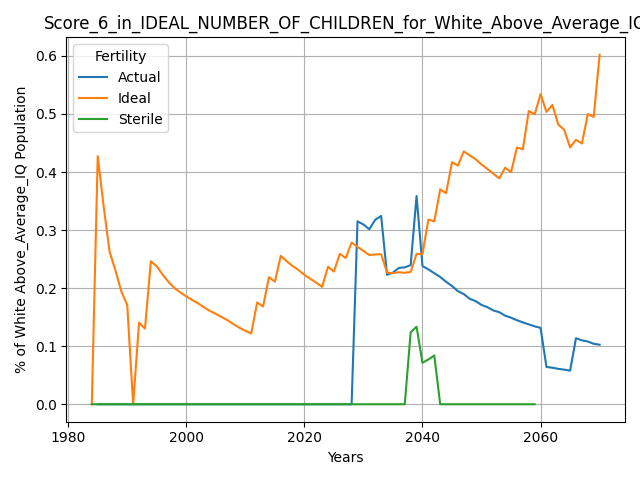 Score_6_in_IDEAL_NUMBER_OF_CHILDREN_for_White_Above_Average_IQ
Fertility
Actual
Ideal
Sterile
% of White Above_Average_IQ Population
0.6
0.5
0.4
0.3
0.2
0.1
0.0
1980 2000 2020 2040 2060
Years